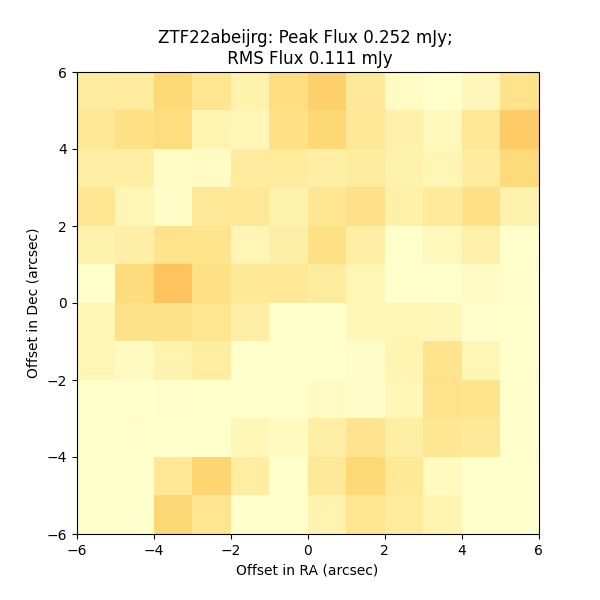 ZTF22abeijrg: Peak Flux 0.252 mJy;
RMS Flux 0.111 mJy
6
4
2
0
−2
−4
−6
Offset in Dec (arcsec)
−6 −4 −2 0 2 4 6
Offset in RA (arcsec)